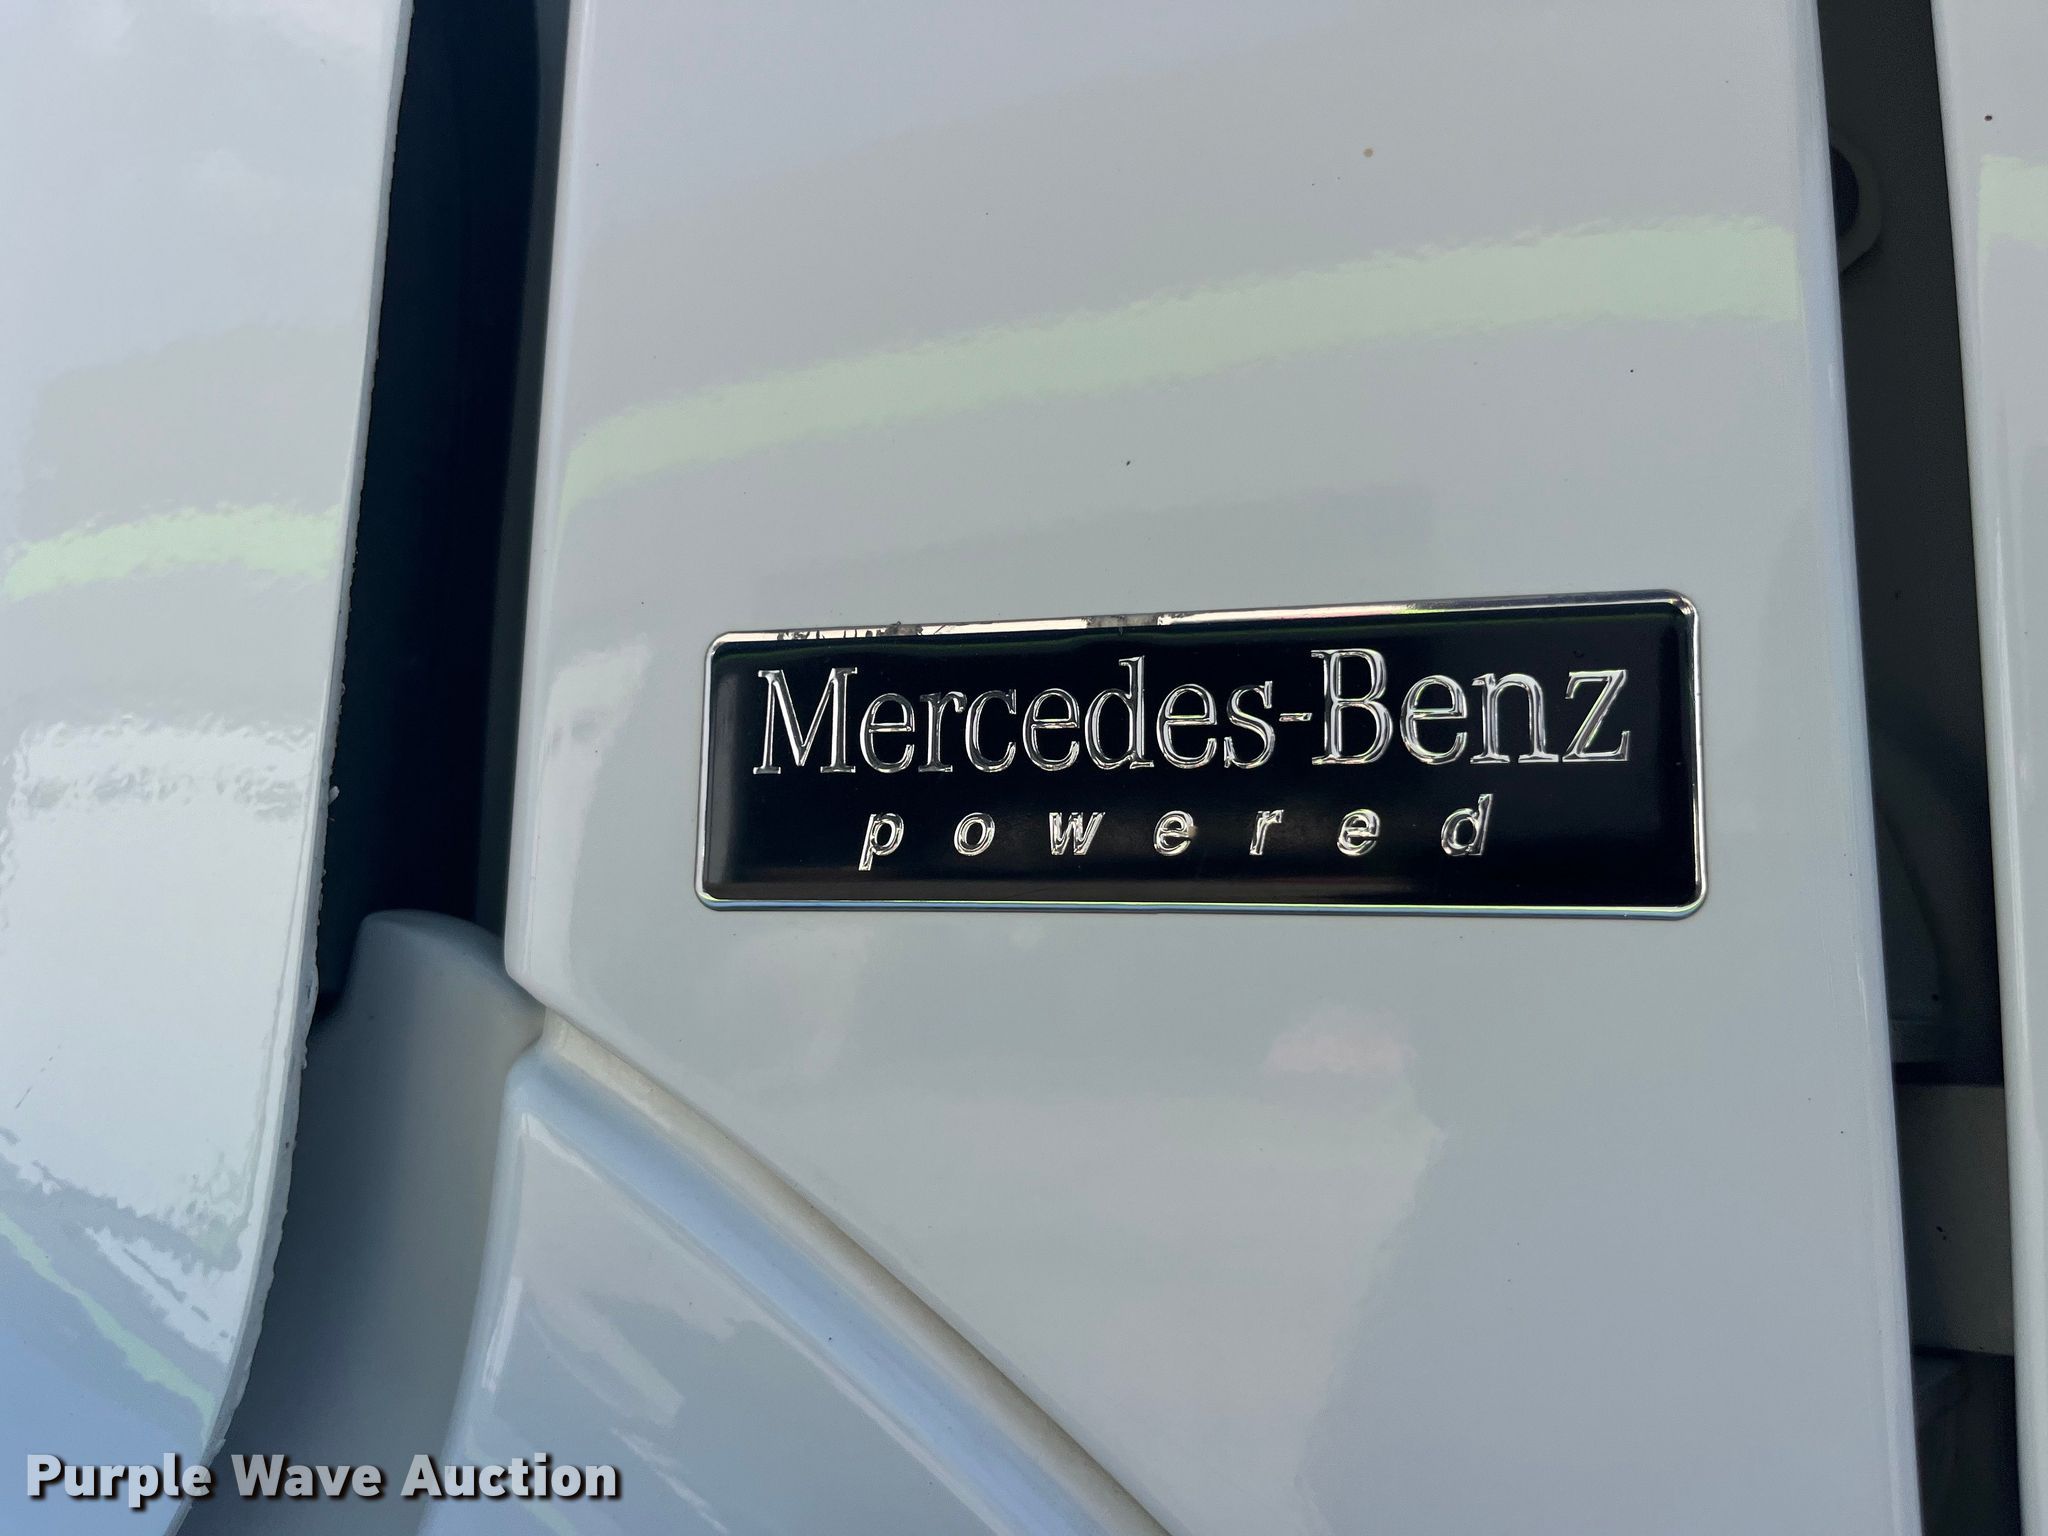 Mercedes-Benz
powered
Purple Wave Auction